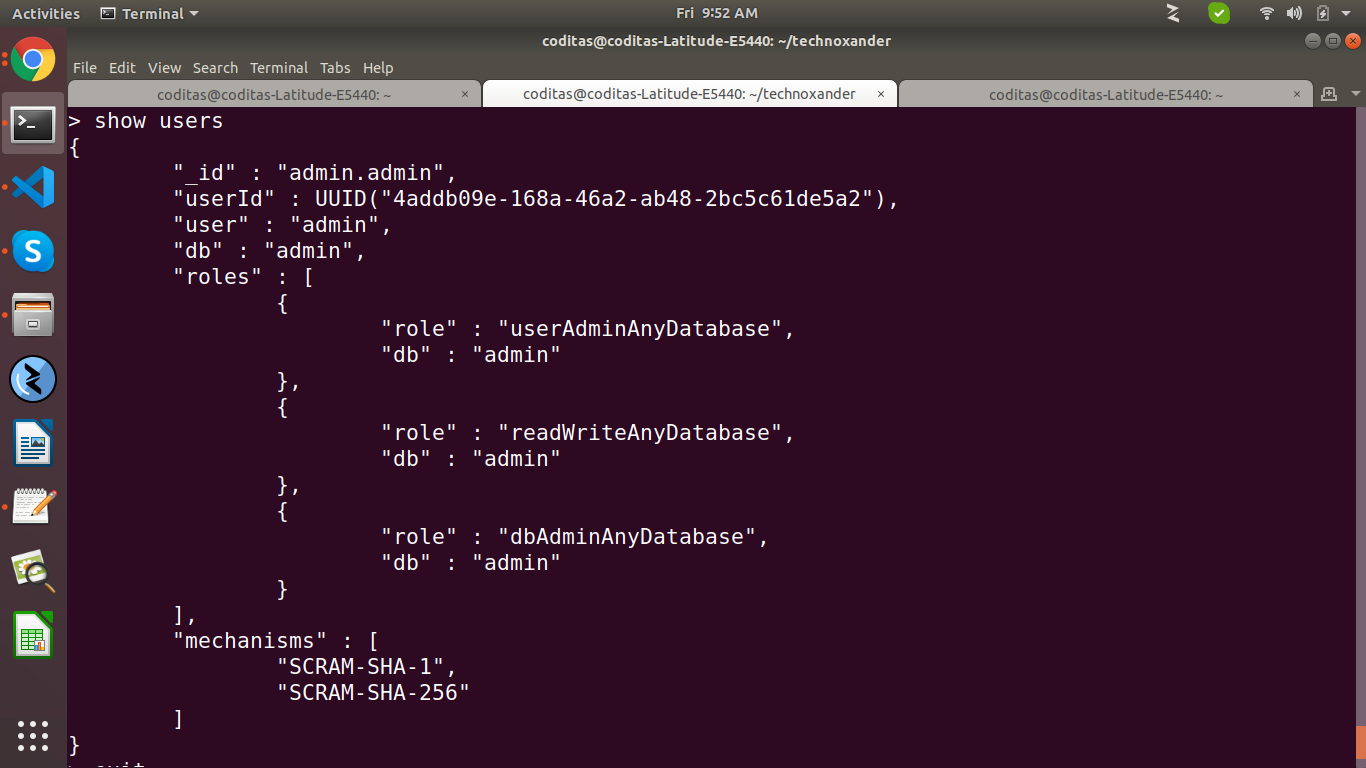 Activities Terminal Fri 9:52 AM
coditas@coditas-Latitude-E5440: ~/technoxander
File Edit View Search Terminal Tabs Help
coditas@coditas-Latitude-E5440: ~ × coditas@coditas-Latitude-E5440: ~/technoxander × coditas@coditas-Latitude-E5440: ~ ×
> show users
{
"_id" : "admin.admin",
"userId" : UUID("4addb09e-168a-46a2-ab48-2bc5c61de5a2"),
"user" : "admin",
"db" : "admin",
"roles" : [
{
"role" : "userAdminAnyDatabase",
"db" : "admin"
},
{
"role" : "readWriteAnyDatabase",
"db" : "admin"
},
{
"role" : "dbAdminAnyDatabase",
"db" : "admin"
}
],
"mechanisms" : [
"SCRAM-SHA-1",
"SCRAM-SHA-256"
]
}
> exit